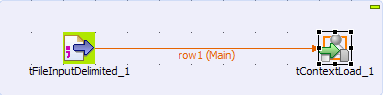 row1 (Main)
tFileInputDelimited_1
tContextLoad_1